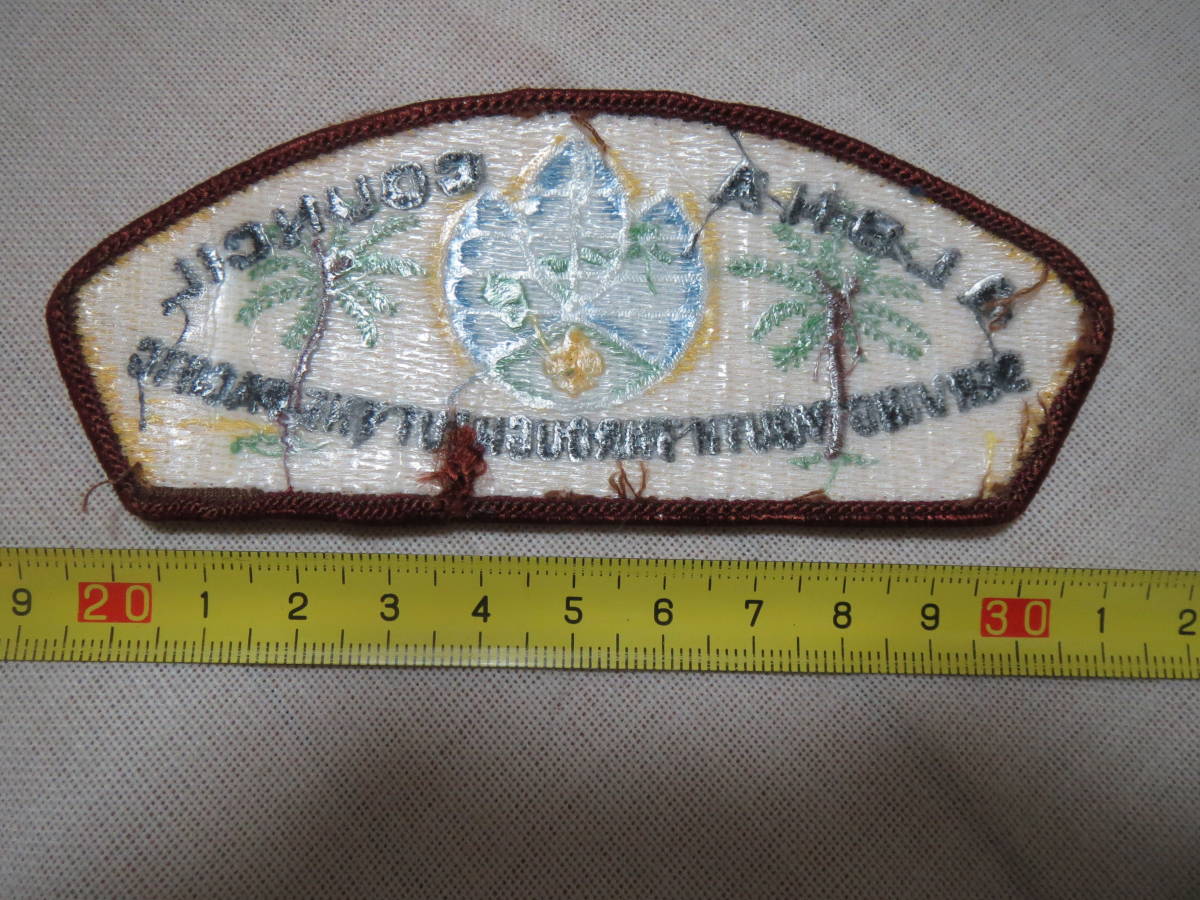 ALOHA COUNCIL
SERVING YOUTH THROUGHOUT THE PACIFIC
9 20 1 2 3 4 5 6 7 8 9 30 1 2